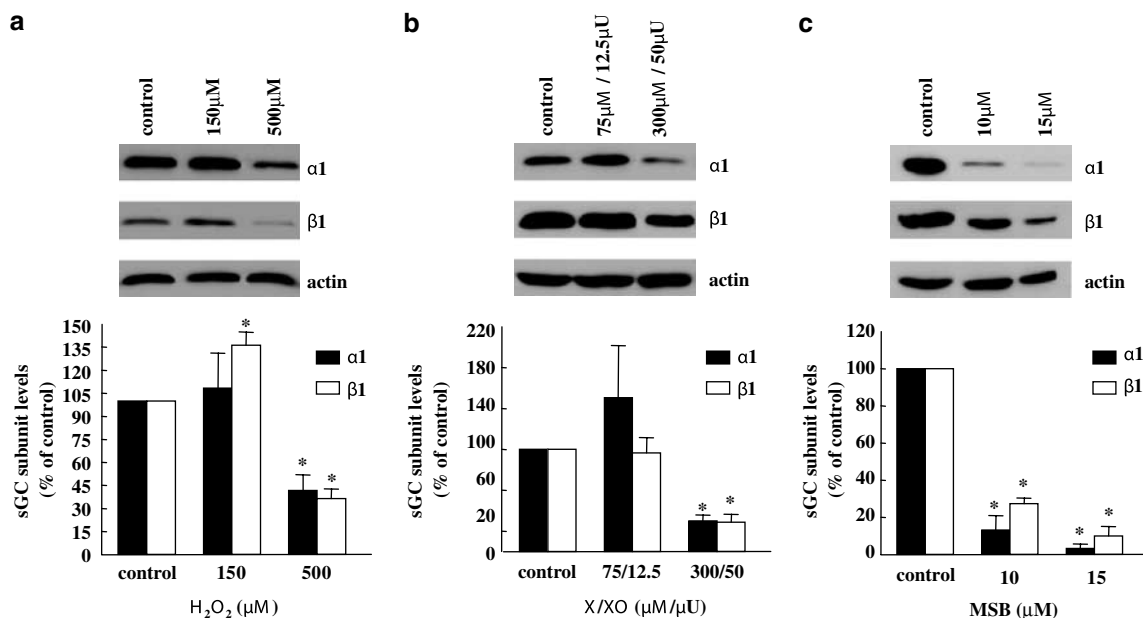 a
control
150μM
500μM
α1
β1
actin
sGC subunit levels
(% of control)
150
135
120
105
90
75
60
45
30
15
0
*
*
*
α1
β1
control
150
500
H₂O₂ (μM)
b
control
75μM / 12.5μU
300μM / 50μU
α1
β1
actin
sGC subunit levels
(% of control)
220
180
140
100
60
20
0
*
*
α1
β1
control
75/12.5
300/50
X/XO (μM/μU)
c
control
10μM
15μM
α1
β1
actin
sGC subunit levels
(% of control)
120
100
80
60
40
20
0
*
*
*
*
α1
β1
control
10
15
MSB (μM)